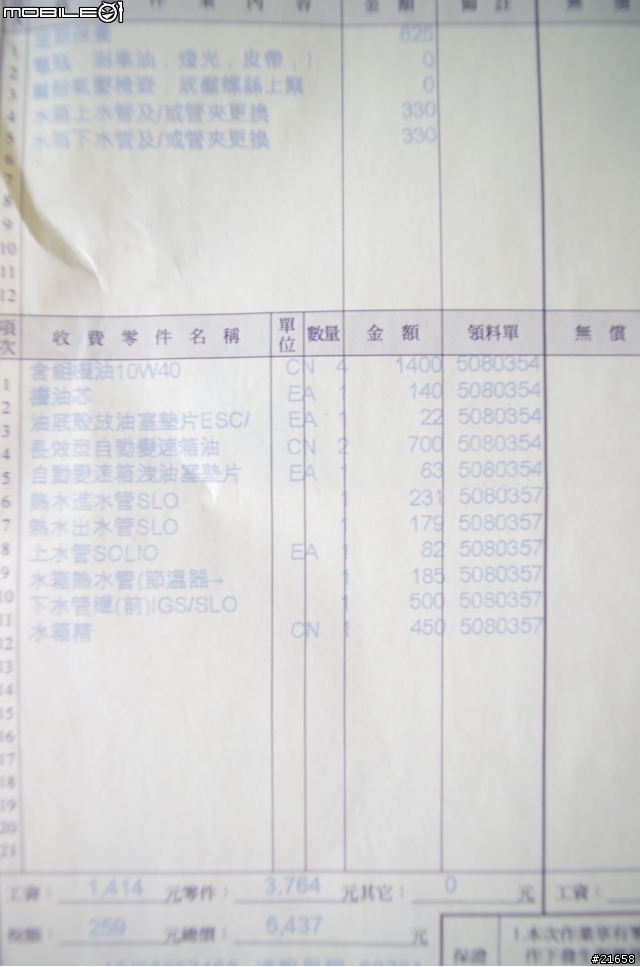 MOBILE01
作業內容 金額 備註 無償
1 定期保養 825
2 電瓶．剎車油．燈光．皮帶． 0
3 氣壓檢查．底盤螺絲上緊 0
4 水箱上水管及/或管夾更換 330
5 水箱下水管及/或管夾更換 330
6
7
8
9
10
11
12
項次 收費零件名稱 單位 數量 金額 領料單 無償
1 機油10W40 CN 4 1400 5080354
2 機油芯 EA 1 140 5080354
3 油底殼放油塞墊片ESC/ EA 1 22 5080354
4 長效型自動變速箱油 CN 2 700 5080354
5 自動變速箱洩油塞墊片 EA 1 63 5080354
6 熱水進水管SLO 1 231 5080357
7 熱水出水管SLO 1 179 5080357
8 上水管SOLIO EA 1 82 5080357
9 水箱熱水管(節溫器→ 1 185 5080357
10 下水管纖(前)IGS/SLO 1 500 5080357
11 水箱精 CN 1 450 5080357
12
13
14
15
16
17
18
19
20
21
工資： 1,414 元零件： 3,764 元其它： 0 元 工資：
稅額： 259 元總價： 5,437 元
保證 1.本次作業享有
作下發生
#21658